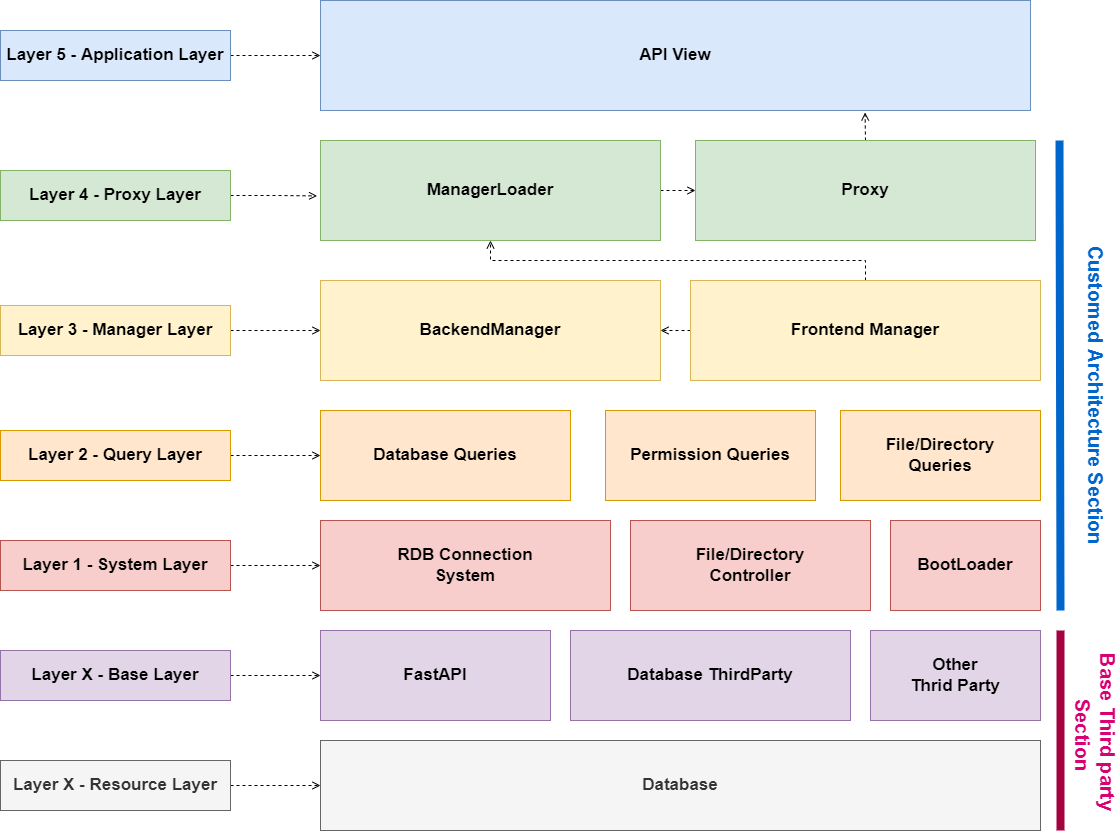 Layer 5 - Application Layer
API View
Layer 4 - Proxy Layer
ManagerLoader
Proxy
Layer 3 - Manager Layer
BackendManager
Frontend Manager
Layer 2 - Query Layer
Database Queries
Permission Queries
File/Directory
Queries
Layer 1 - System Layer
RDB Connection
System
File/Directory
Controller
BootLoader
Customed Architecture Section
Layer X - Base Layer
FastAPI
Database ThirdParty
Other
Thrid Party
Layer X - Resource Layer
Database
Base Third party
Section